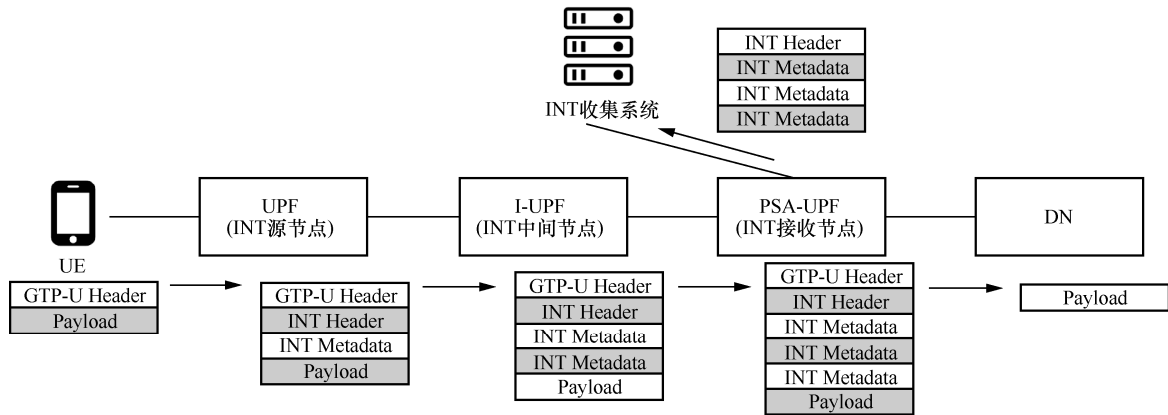 INT Header
INT Metadata
INT Metadata
INT Metadata
INT收集系统
UE
UPF
(INT源节点)
I-UPF
(INT中间节点)
PSA-UPF
(INT接收节点)
DN
GTP-U Header
Payload
GTP-U Header
INT Header
INT Metadata
Payload
GTP-U Header
INT Header
INT Metadata
INT Metadata
Payload
GTP-U Header
INT Header
INT Metadata
INT Metadata
INT Metadata
Payload
Payload